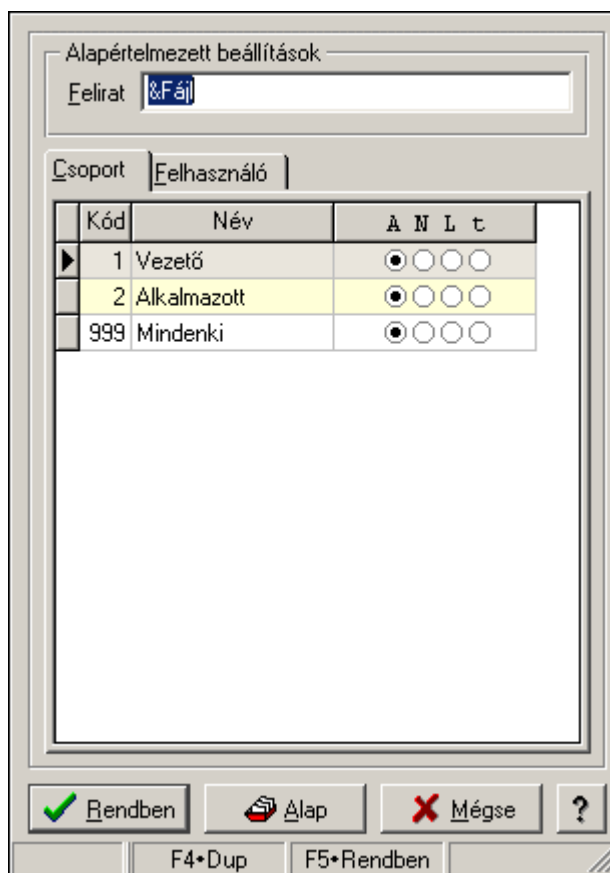 Alapértelmezett beállítások
Felirat &Fájl
Csoport Felhasználó
Kód Név A N L t
1 Vezető
2 Alkalmazott
999 Mindenki
Rendben Alap Mégse ?
F4•Dup F5•Rendben